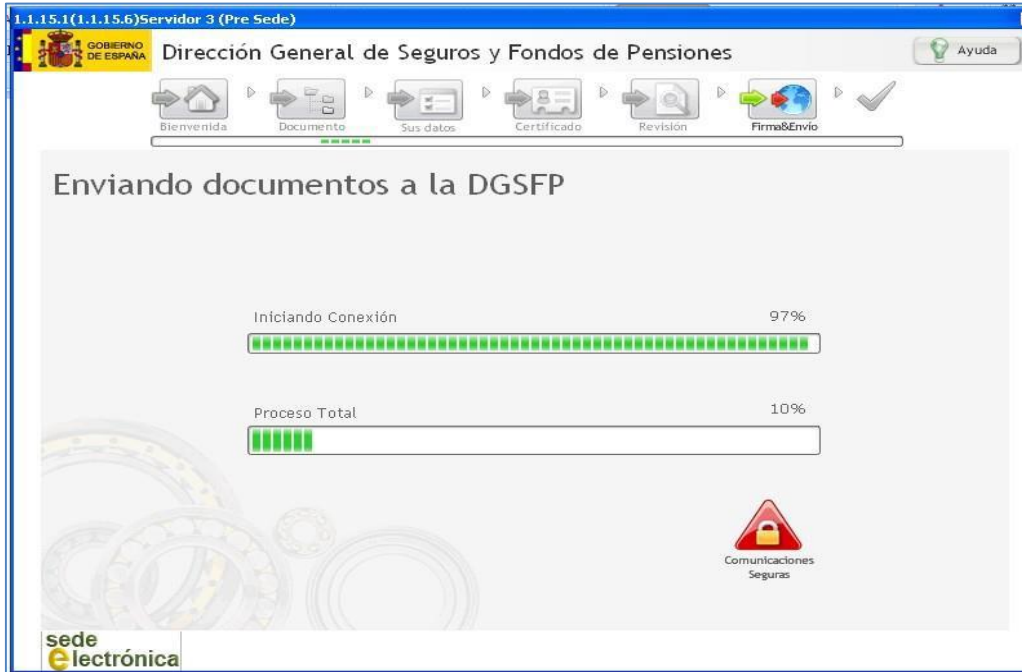 1.1.15.1(1.1.15.6)Servidor 3 (Pre Sede)
GOBIERNO
DE ESPAÑA
Dirección General de Seguros y Fondos de Pensiones
Ayuda
Bienvenida
Documento
Sus datos
Certificado
Revisión
Firma&Envío
Enviando documentos a la DGSFP
Iniciando Conexión
97%
Proceso Total
10%
Comunicaciones
Seguras
sede
electrónica